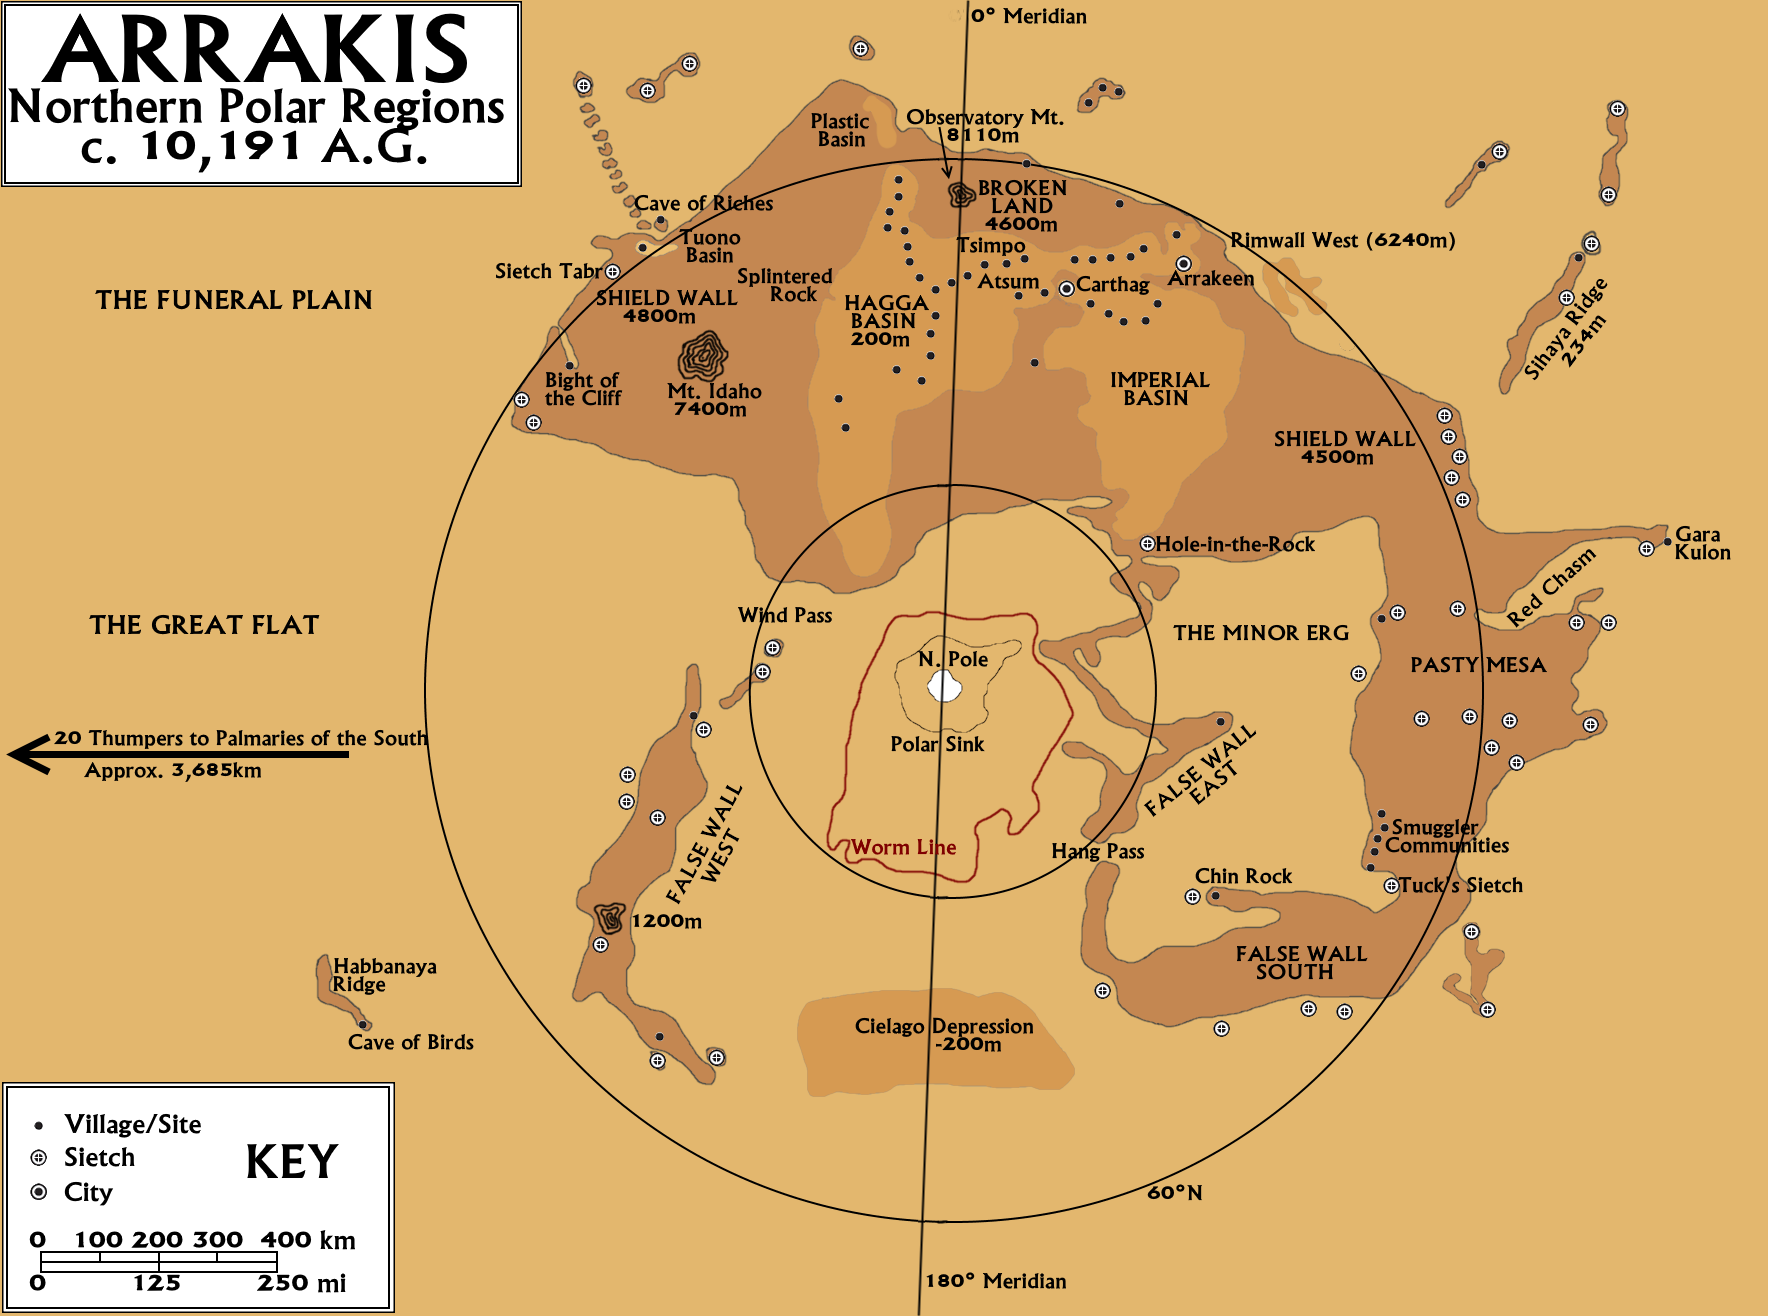 ARRAKIS
Northern Polar Regions
c. 10,191 A.G.
0° Meridian
Plastic
Basin
Observatory Mt.
8110m
BROKEN
LAND
4600m
Cave of Riches
Tuono
Basin
Sietch Tabr
Splintered
Rock
SHIELD WALL
4800m
Tsimpo
Atsum
Carthag
Arrakeen
Rimwall West (6240m)
THE FUNERAL PLAIN
HAGGA
BASIN
200m
Sihaya Ridge
234m
Bight of
the Cliff
Mt. Idaho
7400m
IMPERIAL
BASIN
SHIELD WALL
4500m
Hole-in-the-Rock
Gara
Kulon
Red Chasm
THE GREAT FLAT
Wind Pass
THE MINOR ERG
N. Pole
PASTY MESA
Polar Sink
20 Thumpers to Palmaries of the South
Approx. 3,685km
FALSE WALL
EAST
FALSE WALL
WEST
Worm Line
Hang Pass
Smuggler
Communities
Chin Rock
Tuck's Sietch
1200m
Habbanaya
Ridge
FALSE WALL
SOUTH
Cave of Birds
Cielago Depression
-200m
60°N
180° Meridian
Village/Site
Sietch
City
KEY
0 100 200 300 400 km
0 125 250 mi